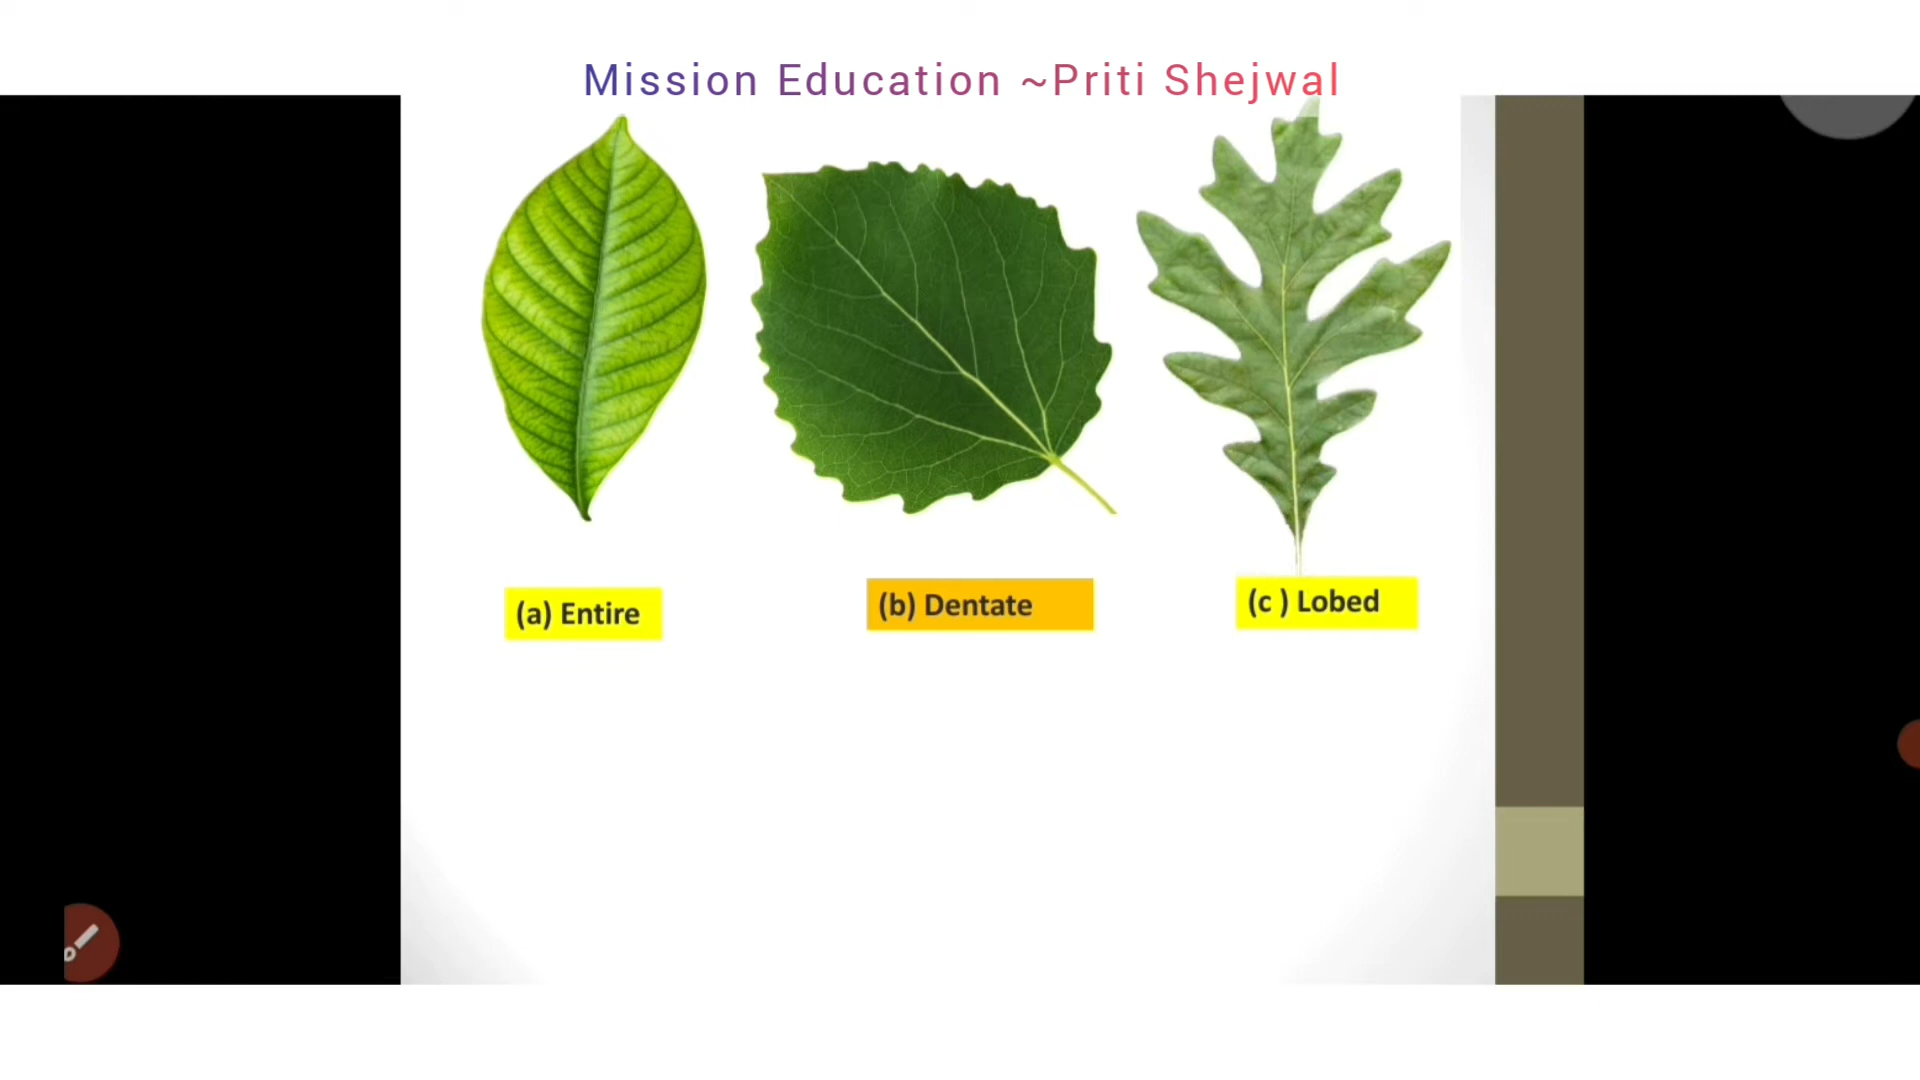 Mission Education ~Priti Shejwal
(a) Entire
(b) Dentate
(c ) Lobed